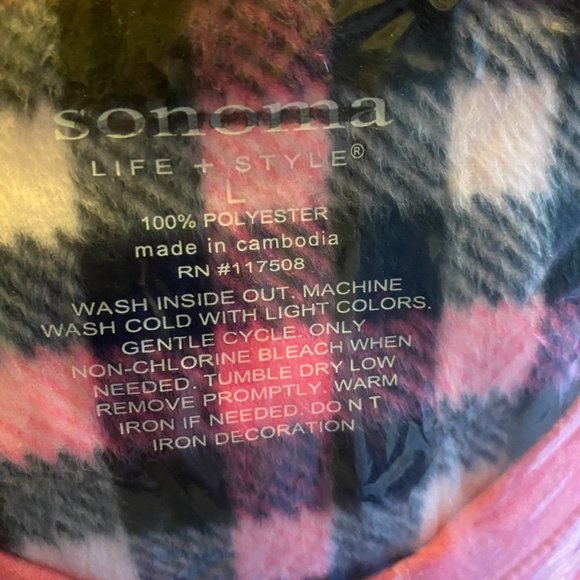 sonoma
LIFE + STYLE®
L
100% POLYESTER
made in cambodia
RN #117508
WASH INSIDE OUT. MACHINE
WASH COLD WITH LIGHT COLORS.
GENTLE CYCLE. ONLY
NON-CHLORINE BLEACH WHEN
NEEDED. TUMBLE DRY LOW
REMOVE PROMPTLY. WARM
IRON IF NEEDED. DO N T
IRON DECORATION